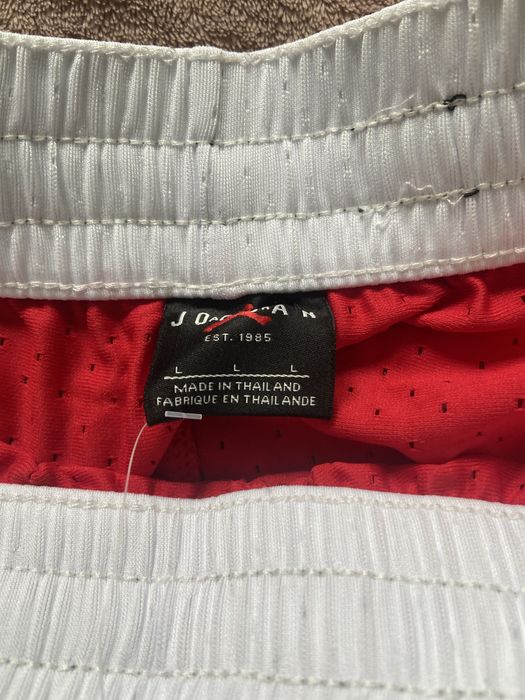 JORDAN
EST. 1985
L L L
MADE IN THAILAND
FABRIQUE EN THAILANDE